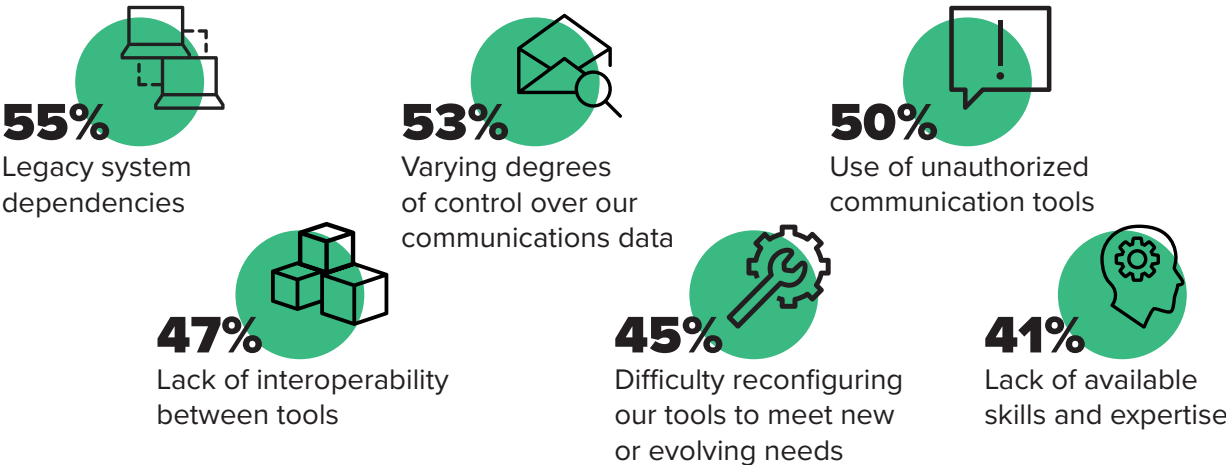 55%
Legacy system
dependencies
53%
Varying degrees
of control over our
communications data
50%
Use of unauthorized
communication tools
47%
Lack of interoperability
between tools
45%
Difficulty reconfiguring
our tools to meet new
or evolving needs
41%
Lack of available
skills and expertise